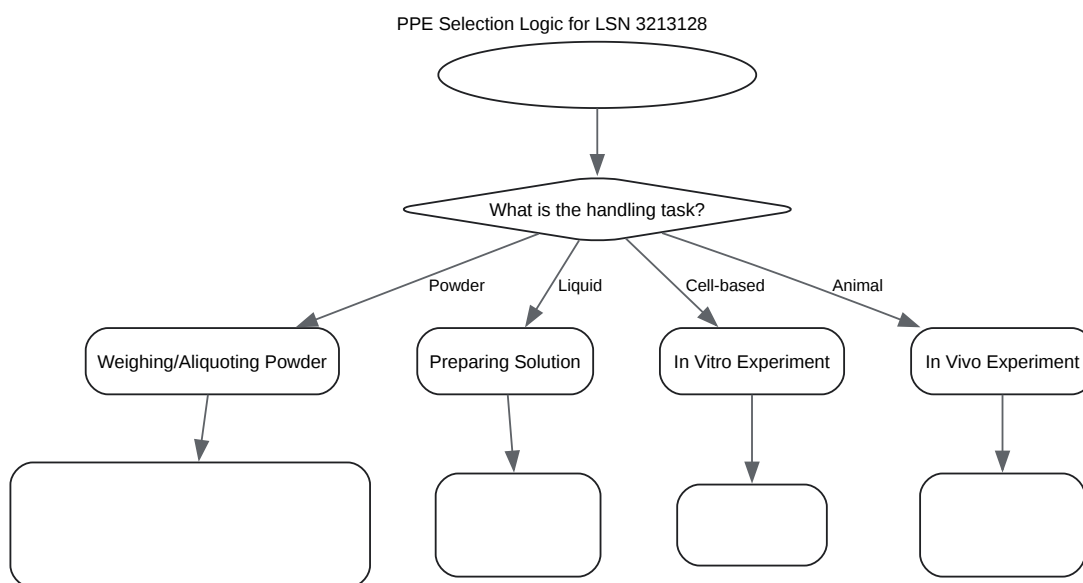 PPE Selection Logic for LSN 3213128
What is the handling task?
Powder
Liquid
Cell-based
Animal
Weighing/Aliquoting Powder
Preparing Solution
In Vitro Experiment
In Vivo Experiment